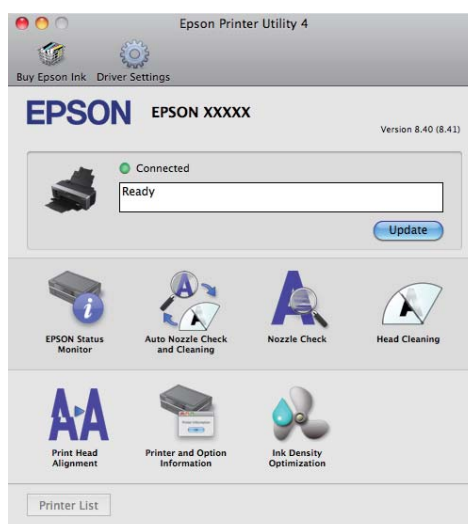 Epson Printer Utility 4
Buy Epson Ink Driver Settings
EPSON EPSON XXXXX
Version 8.40 (8.41)
Connected
Ready
Update
EPSON Status
Monitor
Auto Nozzle Check
and Cleaning
Nozzle Check
Head Cleaning
Print Head
Alignment
Printer and Option
Information
Ink Density
Optimization
Printer List